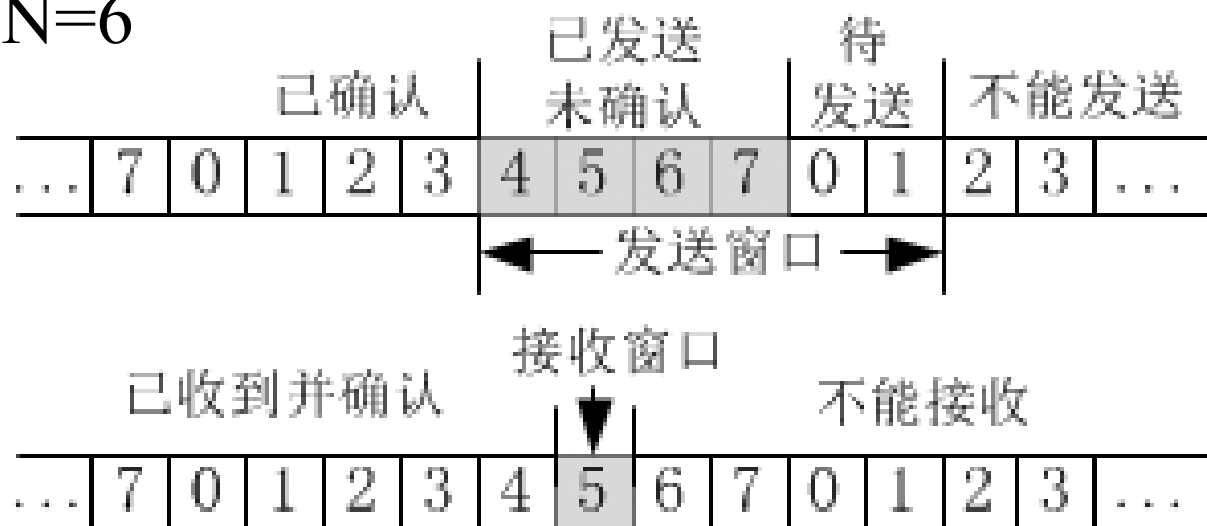 N=6
已发送 待
已确认 未确认 发送 不能发送
... 7 0 1 2 3 4 5 6 7 0 1 2 3 ...
发送窗口
接收窗口
已收到并确认 不能接收
... 7 0 1 2 3 4 5 6 7 0 1 2 3 ...